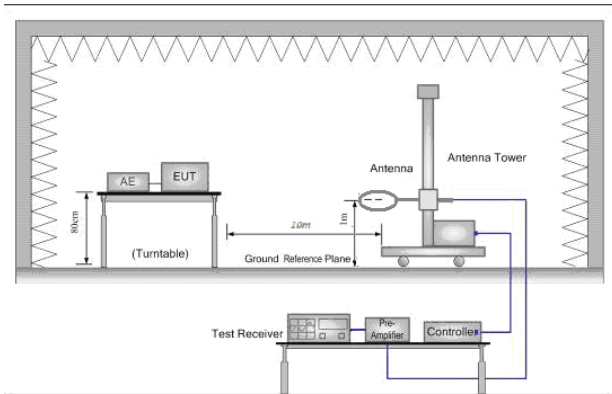 Antenna Tower
Antenna
EUT
AE
80cm
1m
10m
(Turntable)
Ground Reference Plane
Test Receiver
Pre-
Amplifier
Controller